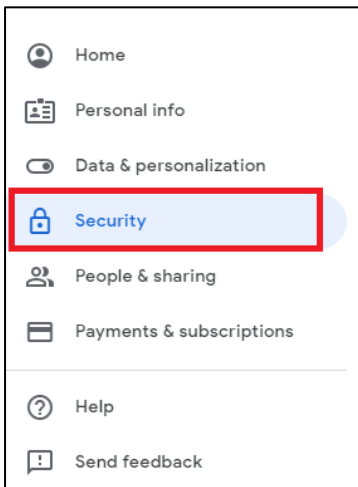 Home
Personal info
Data & personalization
Security
People & sharing
Payments & subscriptions
Help
Send feedback